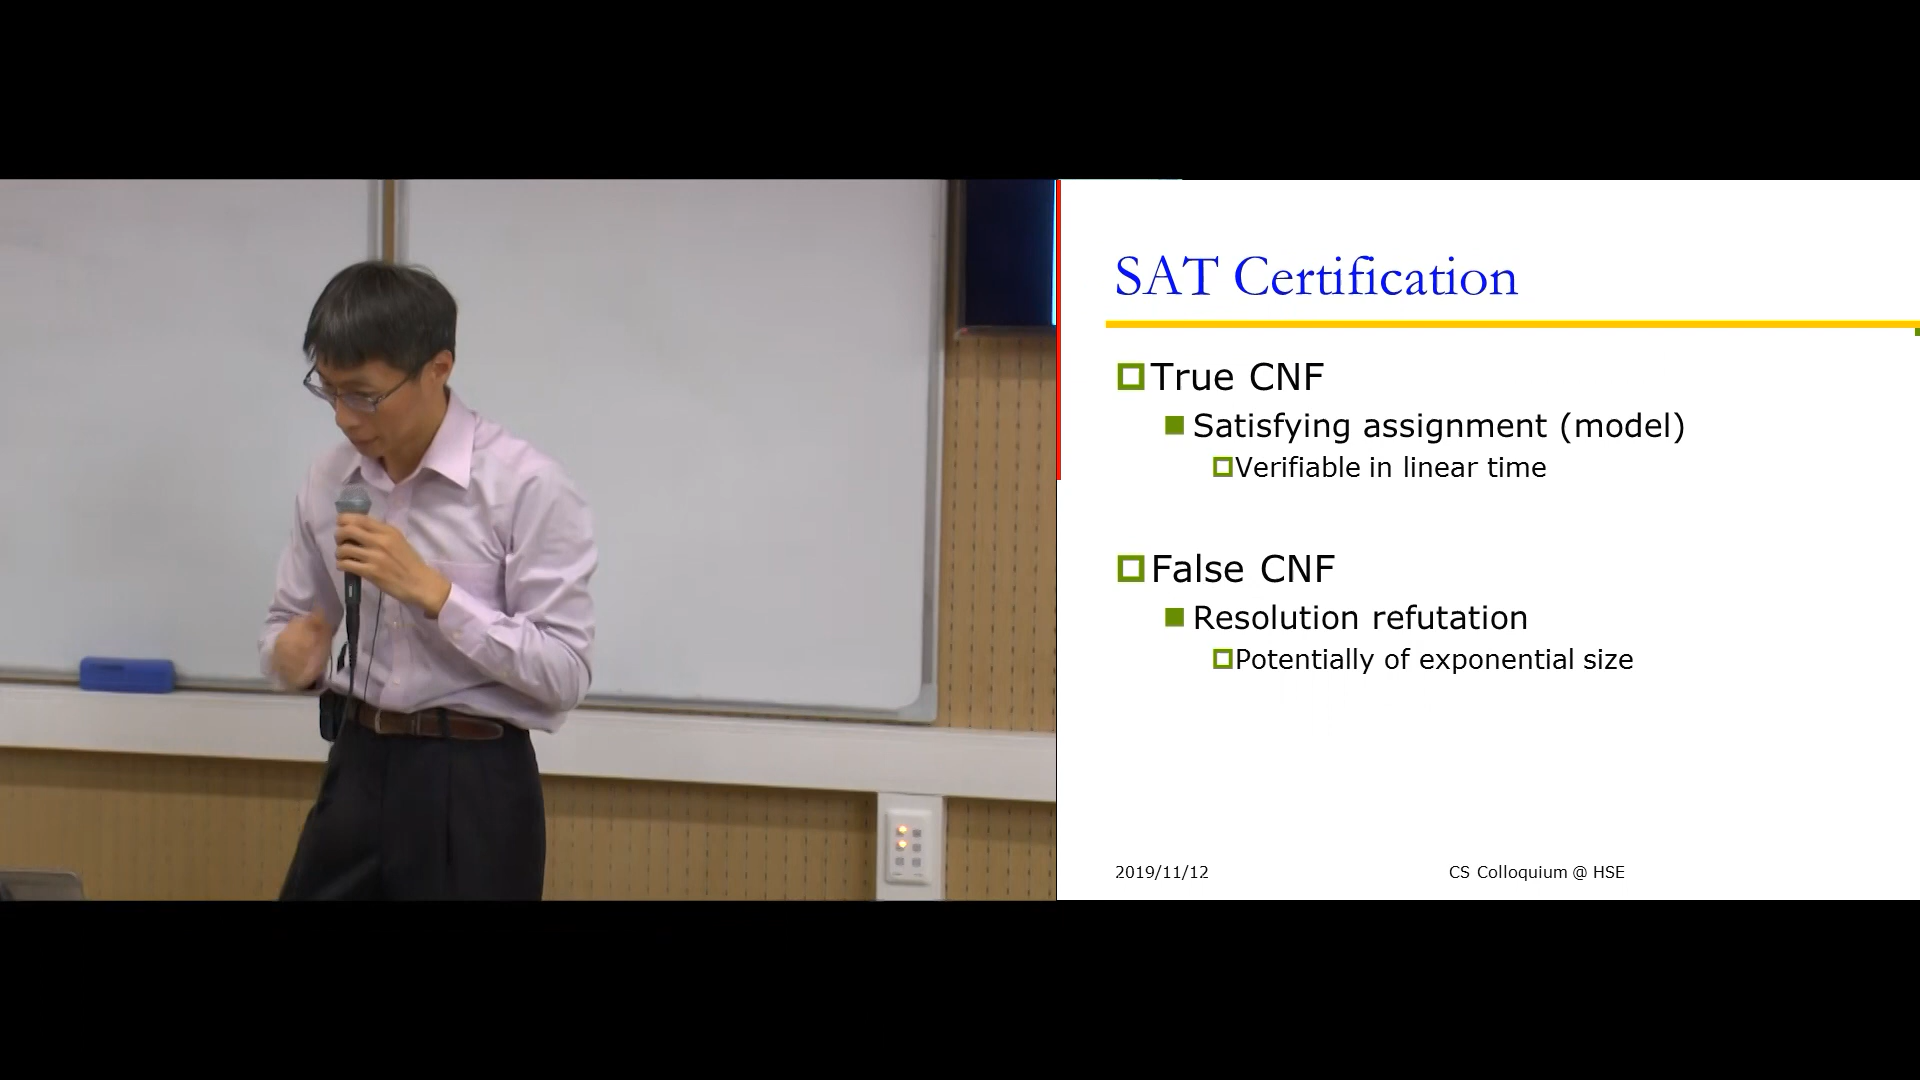 SAT Certification
True CNF
Satisfying assignment (model)
Verifiable in linear time
False CNF
Resolution refutation
Potentially of exponential size
2019/11/12
CS Colloquium @ HSE